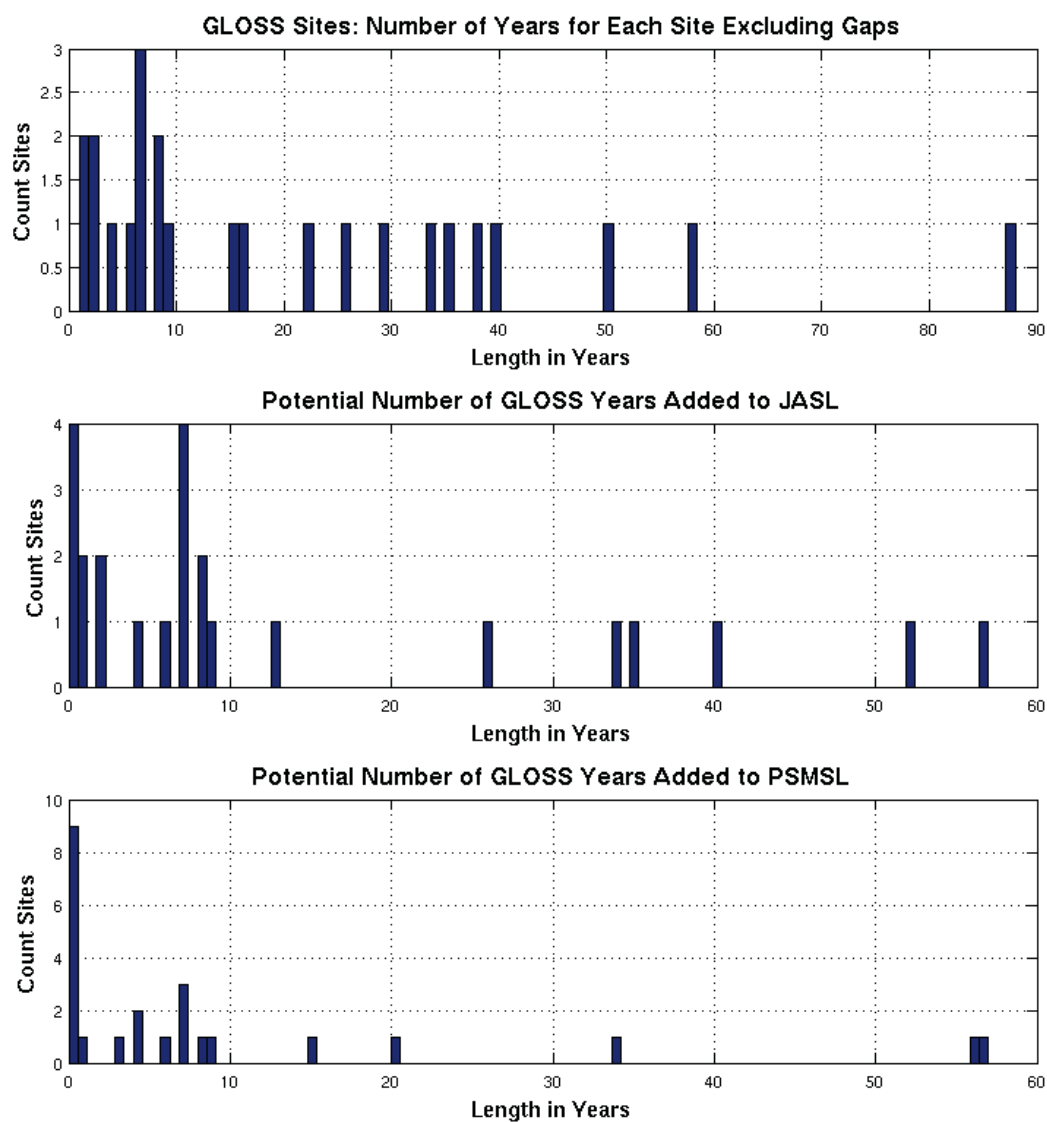 GLOSS Sites: Number of Years for Each Site Excluding Gaps
3
2.5
2
1.5
1
0.5
0
Count Sites
0 10 20 30 40 50 60 70 80 90
Length in Years
Potential Number of GLOSS Years Added to JASL
4
3
2
1
0
Count Sites
0 10 20 30 40 50 60
Length in Years
Potential Number of GLOSS Years Added to PSMSL
10
8
6
4
2
0
Count Sites
0 10 20 30 40 50 60
Length in Years